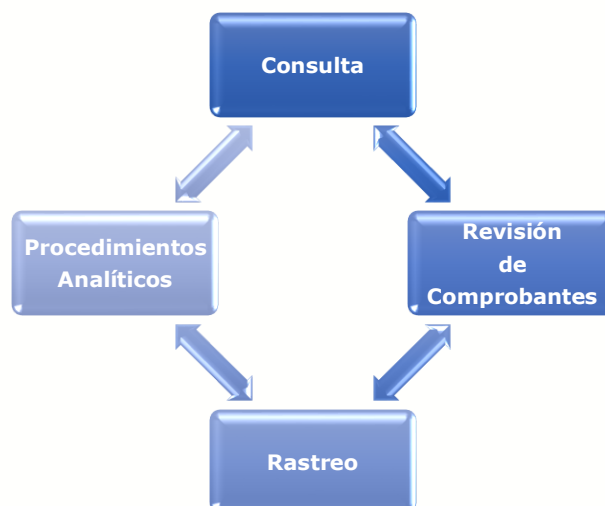 Consulta
Procedimientos
Analíticos
Revisión
de
Comprobantes
Rastreo